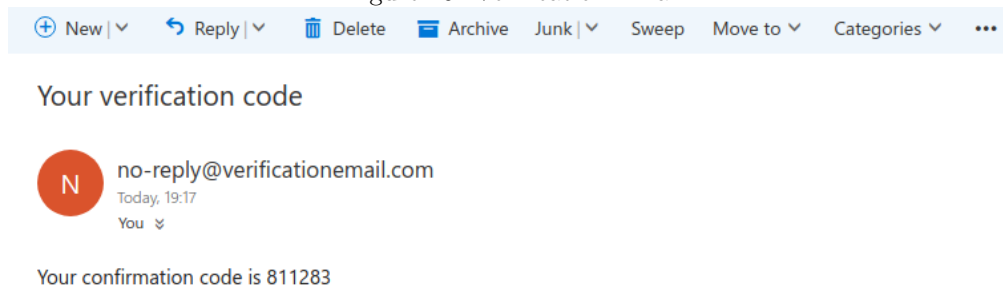 New | Reply | Delete Archive Junk | Sweep Move to Categories
Your verification code
N
no-reply@verificationemail.com
Today, 19:17
You
Your confirmation code is 811283